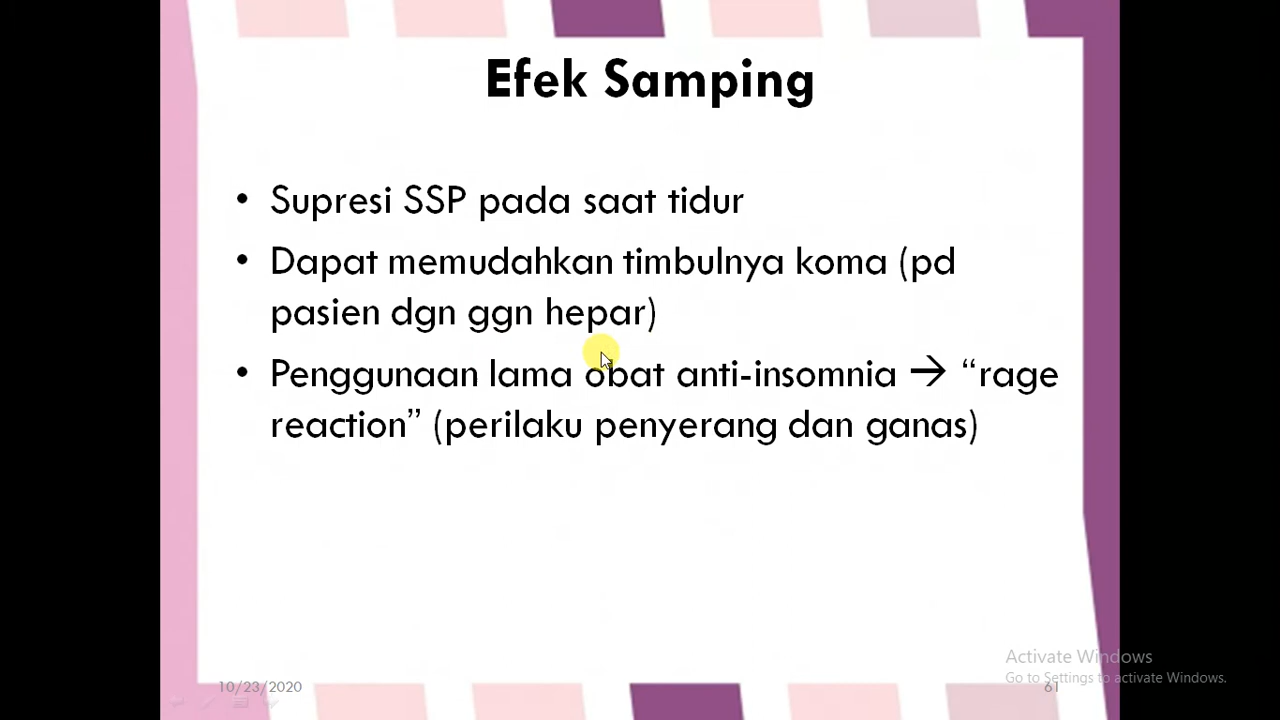 Efek Samping
• Supresi SSP pada saat tidur
• Dapat memudahkan timbulnya koma (pd
pasien dgn ggn hepar)
• Penggunaan lama obat anti-insomnia → “rage
reaction” (perilaku penyerang dan ganas)
Activate Windows
Go to Settings to activate Windows.
10/23/2020
61